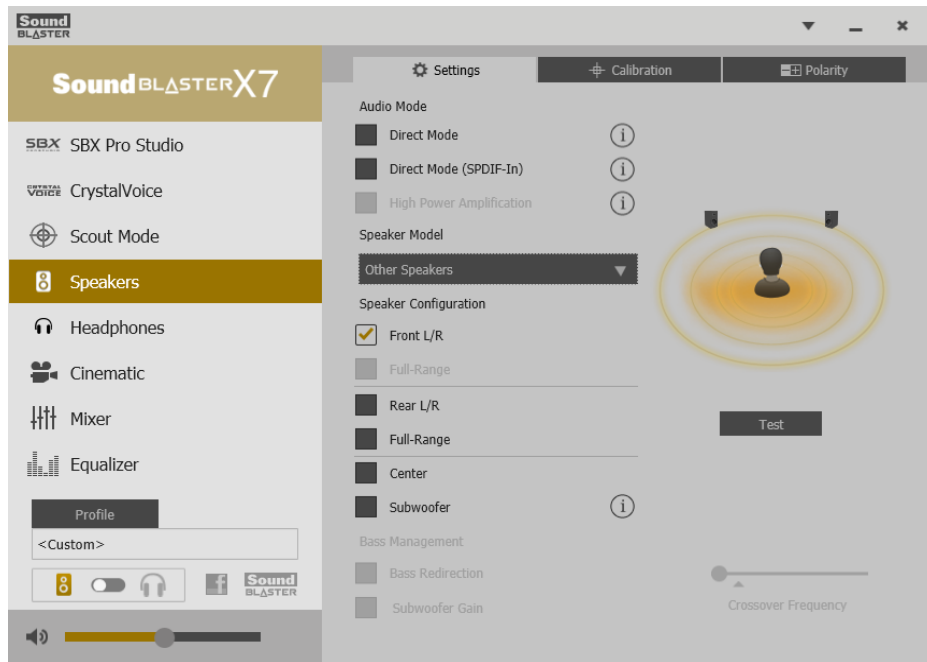 Sound
BLASTER
Sound BLASTER X7
SBX SBX Pro Studio
CRYSTAL
VOICE CrystalVoice
Scout Mode
Speakers
Headphones
Cinematic
Mixer
Equalizer
Profile
<Custom>
f Sound
BLASTER
Settings
Calibration
Polarity
Audio Mode
Direct Mode i
Direct Mode (SPDIF-In) i
High Power Amplification i
Speaker Model
Other Speakers
Speaker Configuration
Front L/R
Full-Range
Rear L/R
Full-Range
Center
Subwoofer i
Bass Management
Bass Redirection
Subwoofer Gain
Test
Crossover Frequency